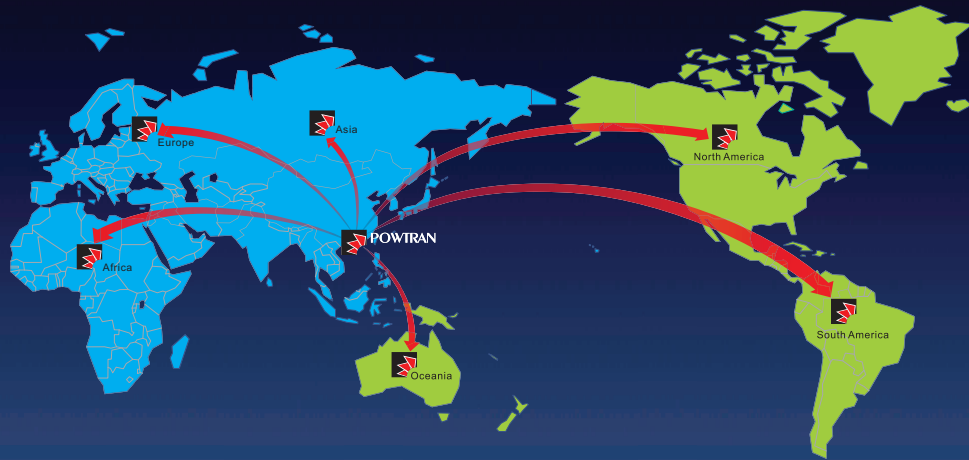 Asia
Europe
North America
POWTRAN
Africa
South America
Oceania